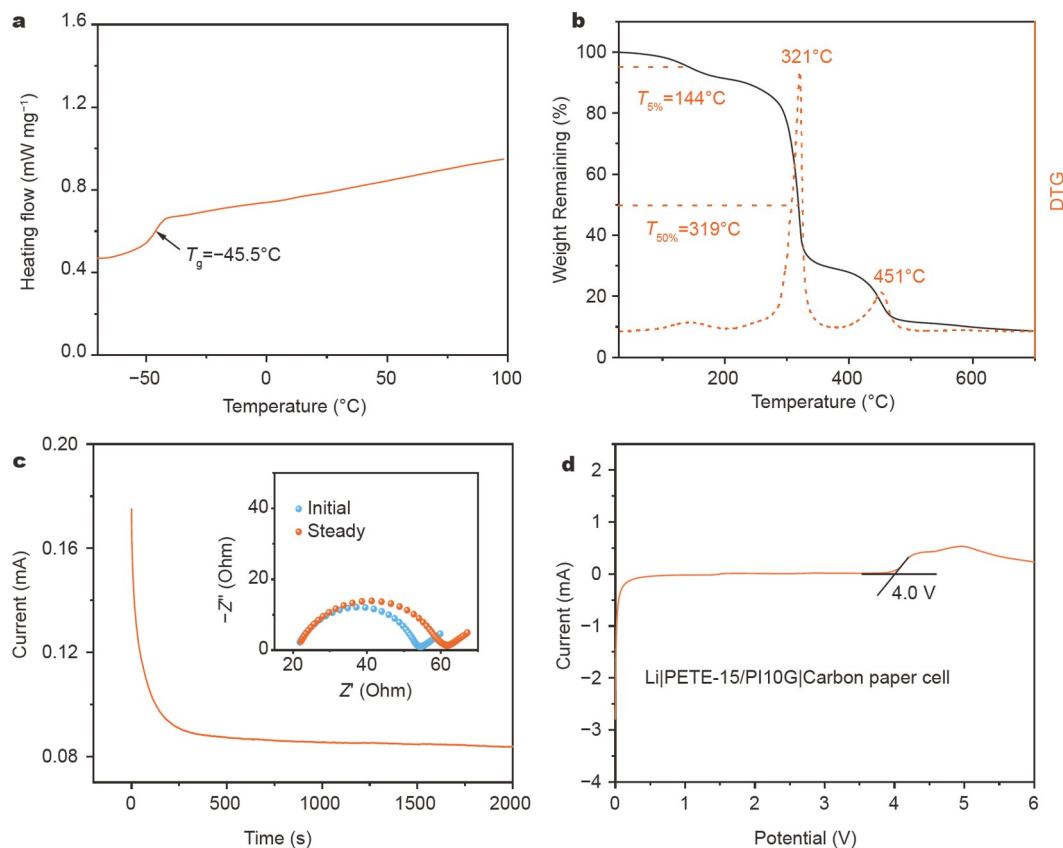 a
1.6
1.2
0.8
0.4
0.0
Heating flow (mW mg⁻¹)
Tg=−45.5°C
−50
0
50
100
Temperature (°C)
b
100
80
60
40
20
0
Weight Remaining (%)
321°C
T5%=144°C
T50%=319°C
451°C
DTG
200
400
600
Temperature (°C)
c
0.20
0.16
0.12
0.08
Current (mA)
40
20
0
−Z″ (Ohm)
Initial
Steady
20
40
60
Z′ (Ohm)
0
500
1000
1500
2000
Time (s)
d
2
1
0
−1
−2
−3
−4
Current (mA)
4.0 V
Li|PETE-15/PI10G|Carbon paper cell
0
1
2
3
4
5
6
Potential (V)